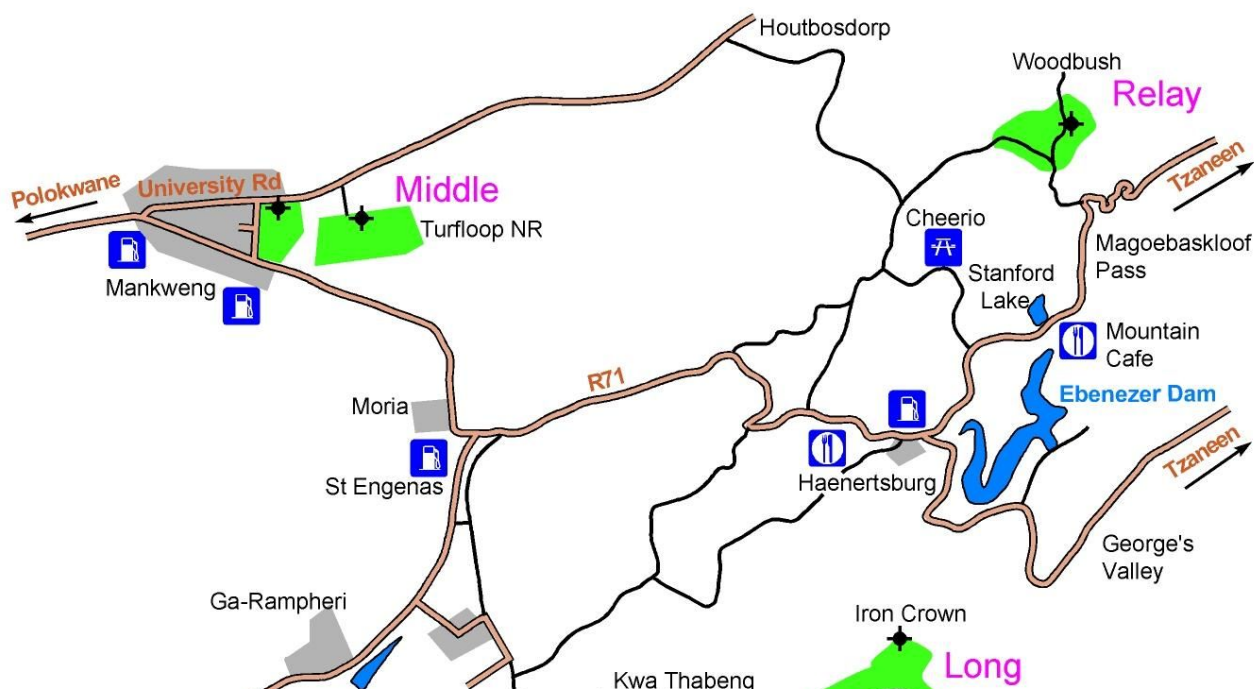 Houtbosdorp
Woodbush
Relay
Polokwane
University Rd
Middle
Tzaneen
Turfloop NR
Cheerio
Magoebaskloof
Pass
Mankweng
Stanford
Lake
Mountain
Cafe
R71
Ebenezer Dam
Moria
Tzaneen
St Engenas
Haenertsburg
George's
Valley
Ga-Rampheri
Iron Crown
Long
Kwa Thabeng